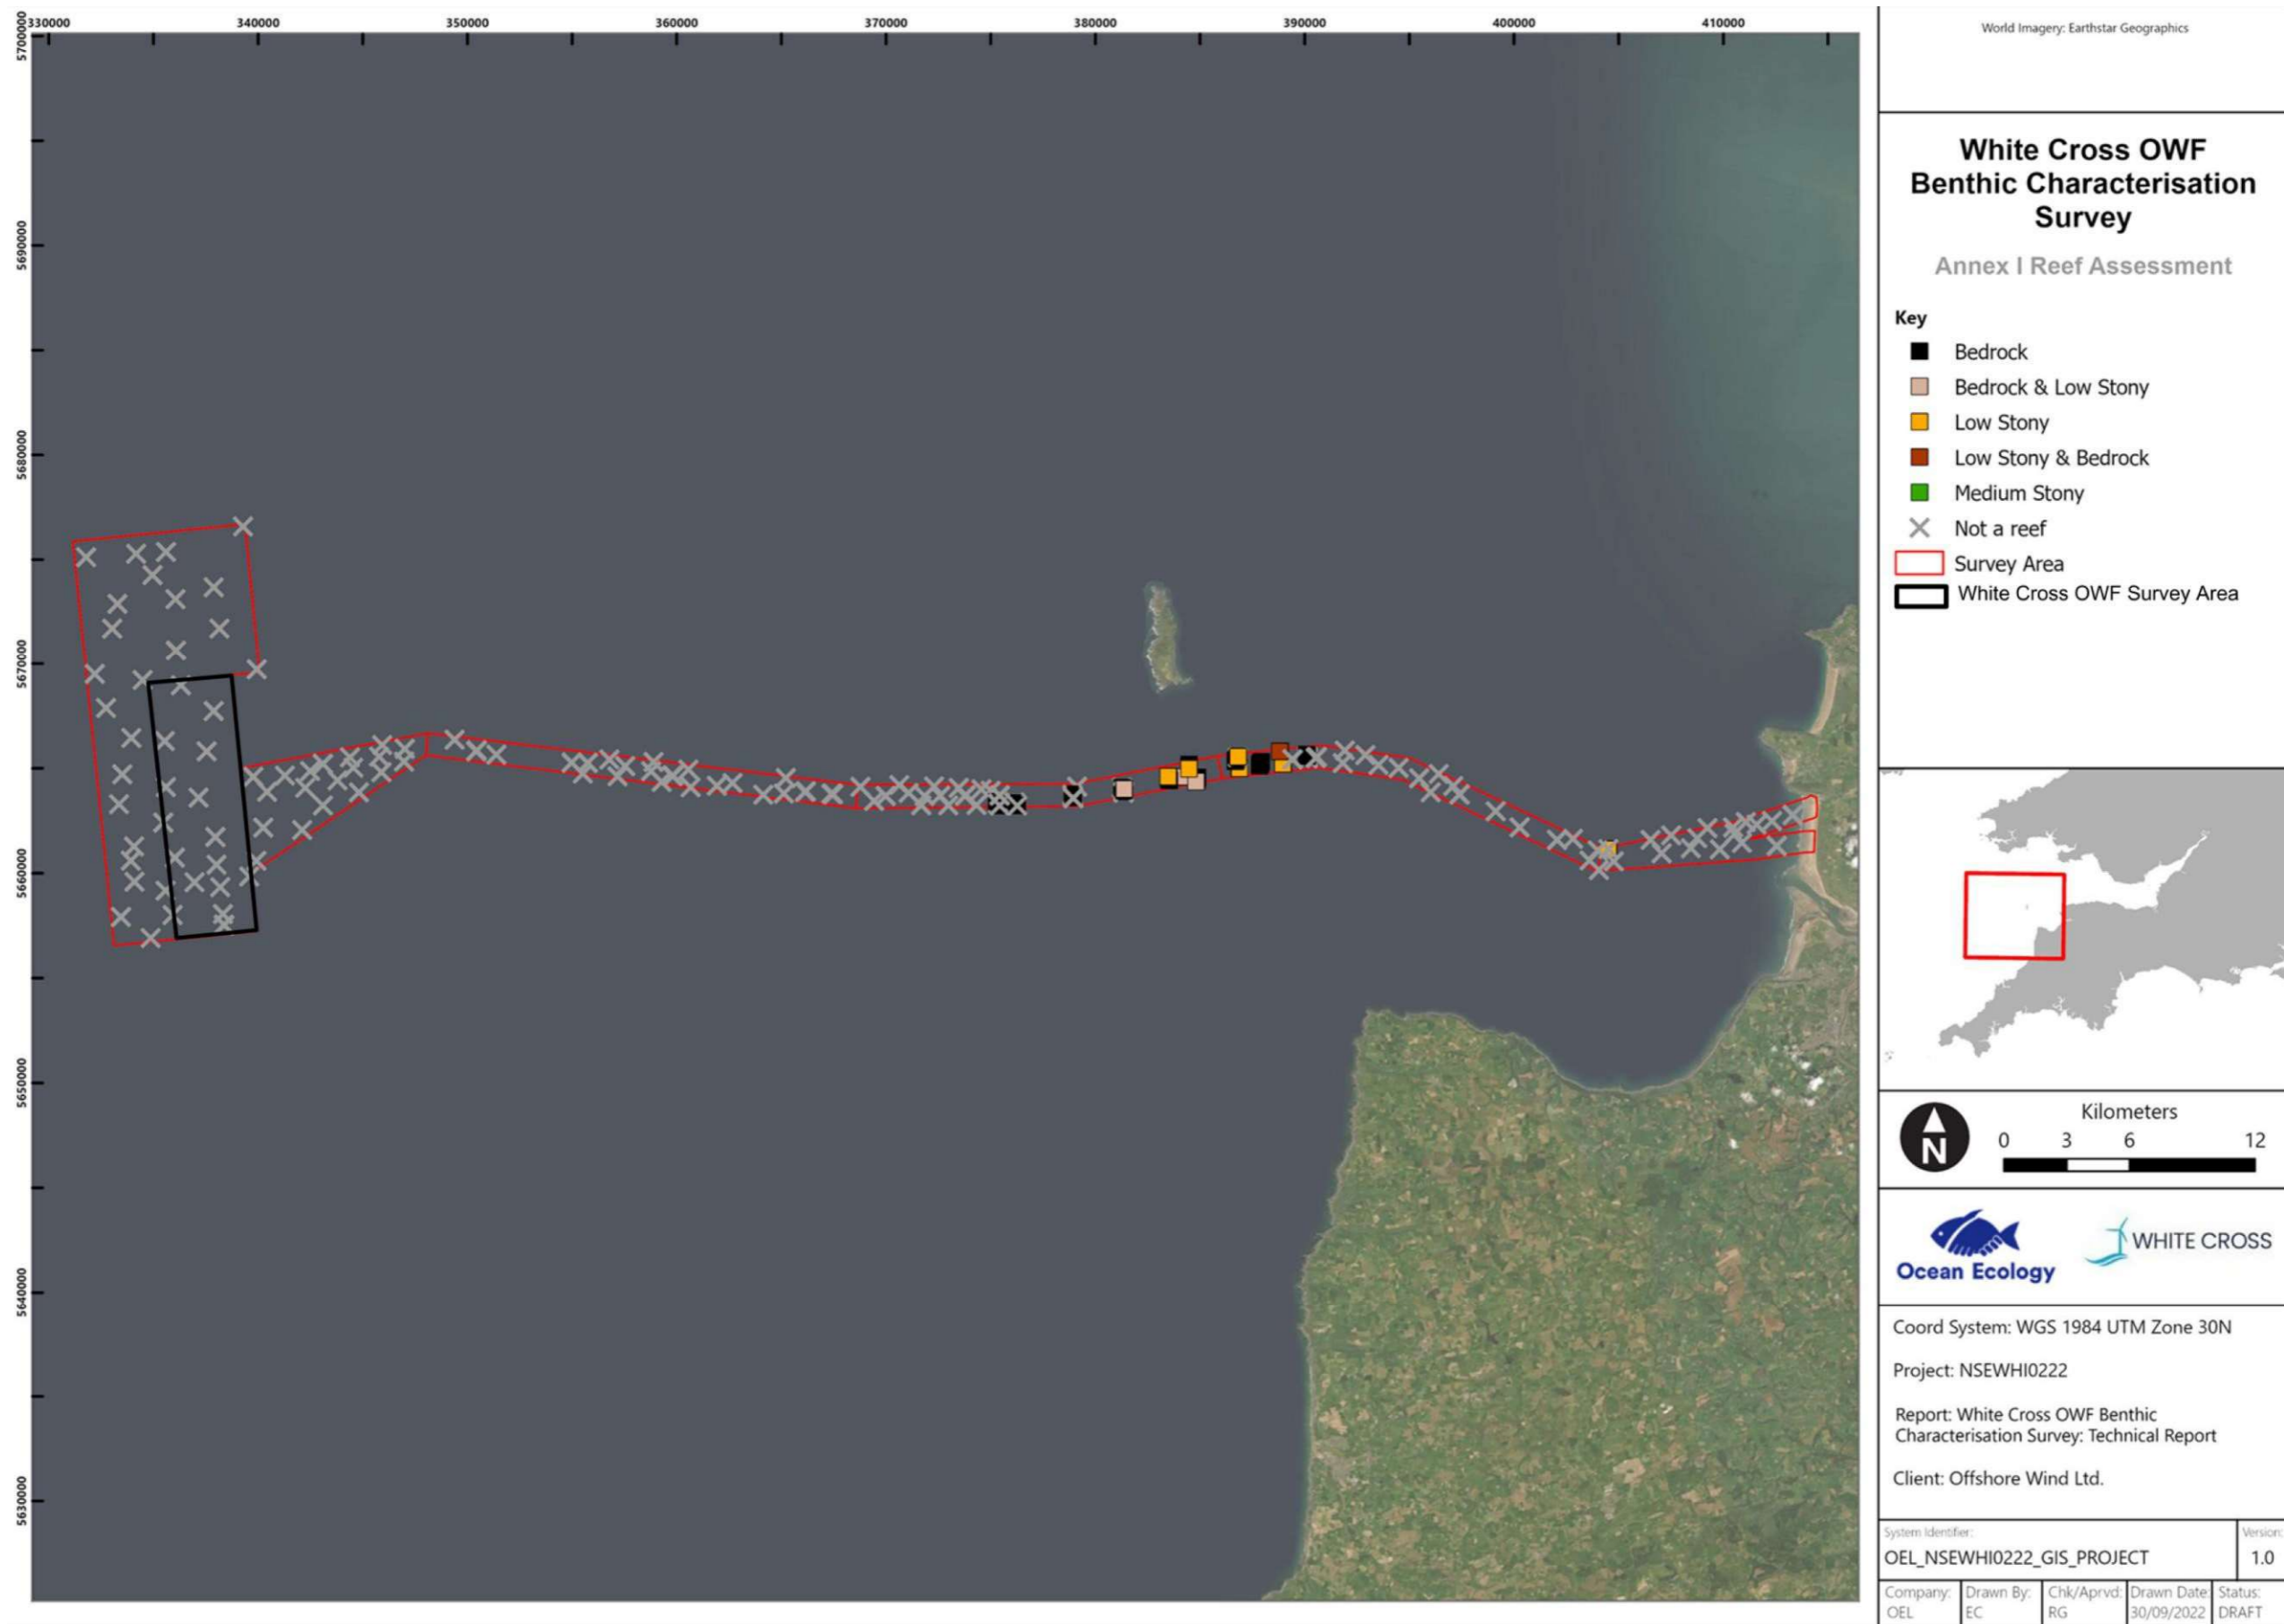 330000 340000 350000 360000 370000 380000 390000 400000 410000
5700000
5690000
5680000
5670000
5660000
5650000
5640000
5630000
World Imagery: Earthstar Geographics
White Cross OWF
Benthic Characterisation
Survey
Annex I Reef Assessment
Key
Bedrock
Bedrock & Low Stony
Low Stony
Low Stony & Bedrock
Medium Stony
Not a reef
Survey Area
White Cross OWF Survey Area
N
Kilometers
0 3 6 12
Ocean Ecology
WHITE CROSS
Coord System: WGS 1984 UTM Zone 30N
Project: NSEWHI0222
Report: White Cross OWF Benthic
Characterisation Survey: Technical Report
Client: Offshore Wind Ltd.
System Identifier: Version:
OEL_NSEWHI0222_GIS_PROJECT 1.0
Company: Drawn By: Chk/Aprvd: Drawn Date: Status:
OEL EC RG 30/09/2022 DRAFT